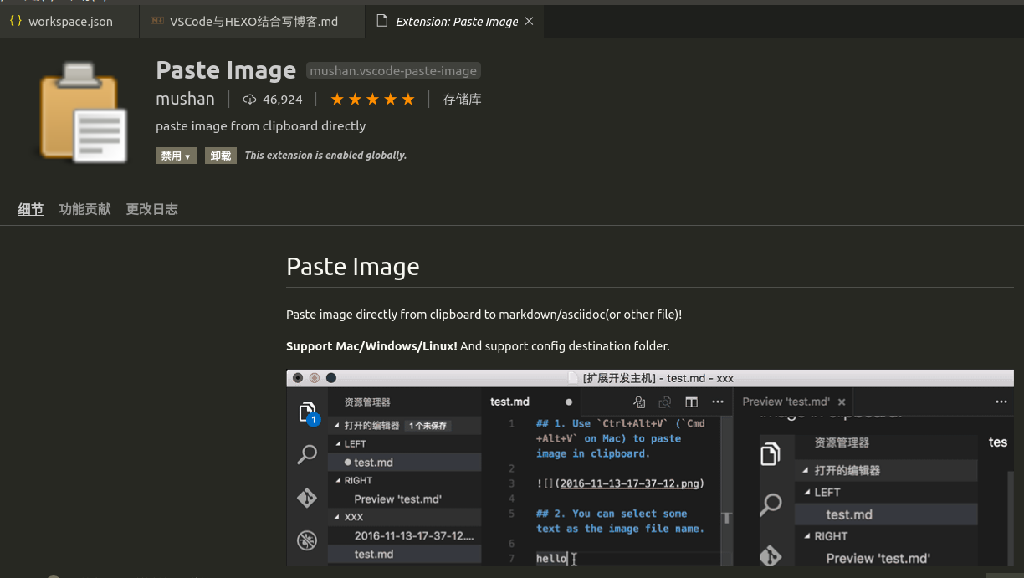 {} workspace.json VSCode与HEXO结合写博客.md Extension: Paste Image ×
Paste Image mushan.vscode-paste-image
mushan 46,924 ★★★★★ 存储库
paste image from clipboard directly
禁用 卸载 This extension is enabled globally.
细节 功能贡献 更改日志
Paste Image
Paste image directly from clipboard to markdown/asciidoc(or other file)!
Support Mac/Windows/Linux! And support config destination folder.
[扩展开发主机] - test.md - xxx
资源管理器
打开的编辑器 1 个未保存
LEFT
test.md
RIGHT
Preview 'test.md'
XXX
2016-11-13-17-37-12....
test.md
1
test.md
1 ## 1. Use `Ctrl+Alt+V` (`Cmd
+Alt+V` on Mac) to paste
image in clipboard.
2
3 ![](2016-11-13-17-37-12.png)
4
5 ## 2. You can select some
text as the image file name.
6
7 hello
Preview 'test.md' ×
资源管理器 tes
打开的编辑器
LEFT
test.md
RIGHT
Preview 'test.md'